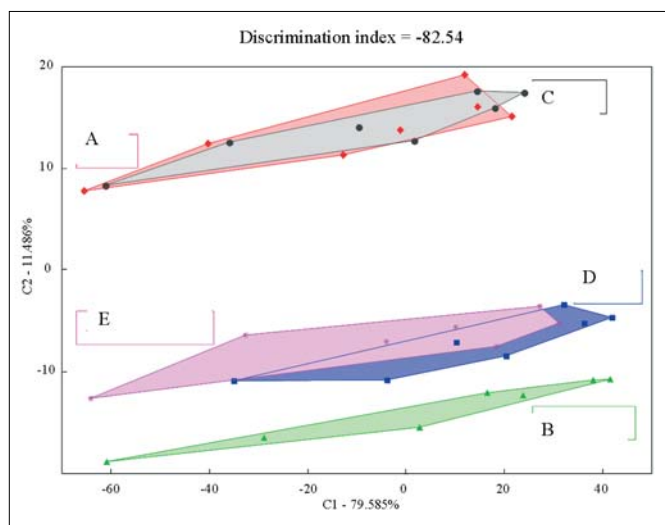 Discrimination index = -82.54
20
C
A
10
C2 - 11.486%
0
D
E
-10
B
-60
-40
-20
0
20
40
C1 - 79.585%